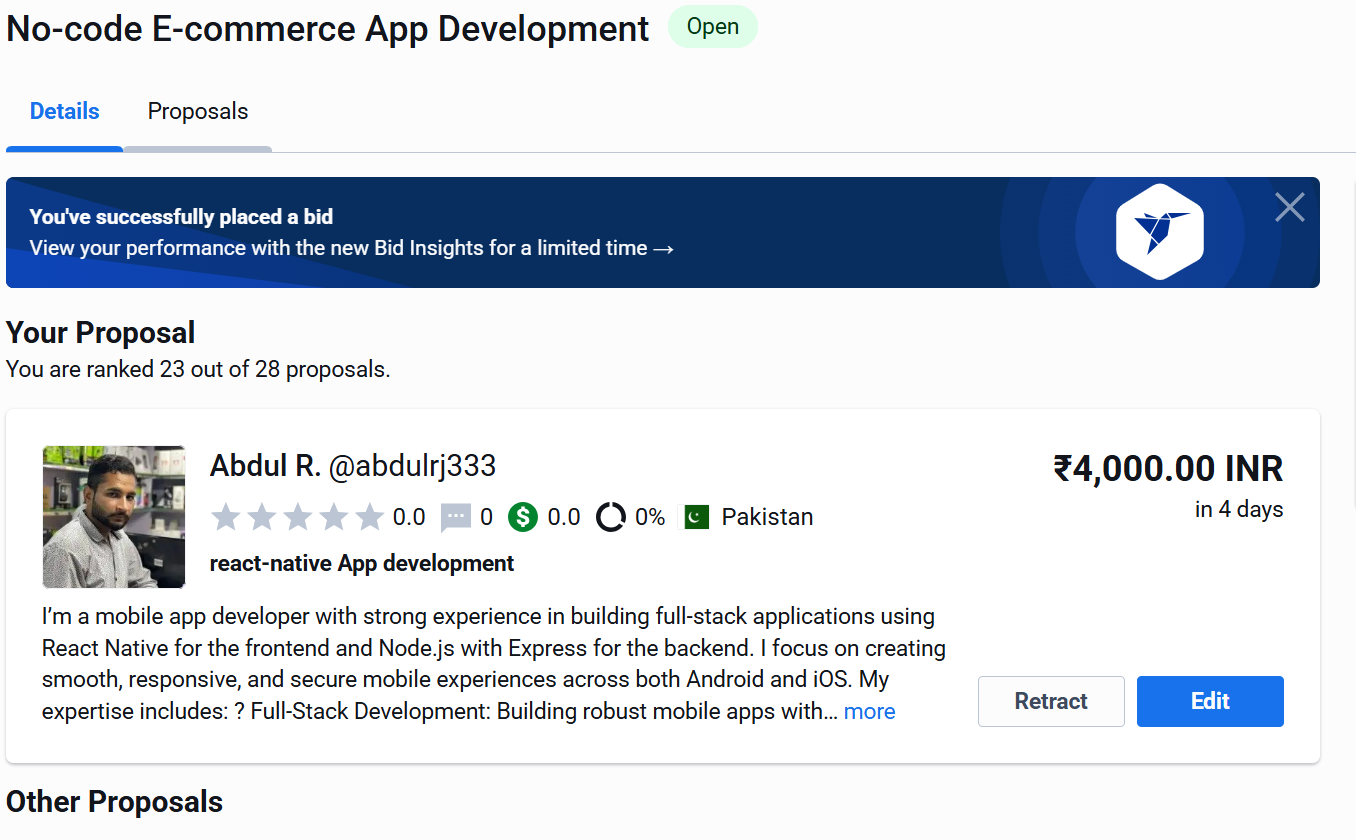 No-code E-commerce App Development Open
Details Proposals
You've successfully placed a bid
View your performance with the new Bid Insights for a limited time →
Your Proposal
You are ranked 23 out of 28 proposals.
Abdul R. @abdulrj333
₹4,000.00 INR
0.0 0 0.0 0% Pakistan
in 4 days
react-native App development
I’m a mobile app developer with strong experience in building full-stack applications using
React Native for the frontend and Node.js with Express for the backend. I focus on creating
smooth, responsive, and secure mobile experiences across both Android and iOS. My
expertise includes: ? Full-Stack Development: Building robust mobile apps with… more
Retract Edit
Other Proposals